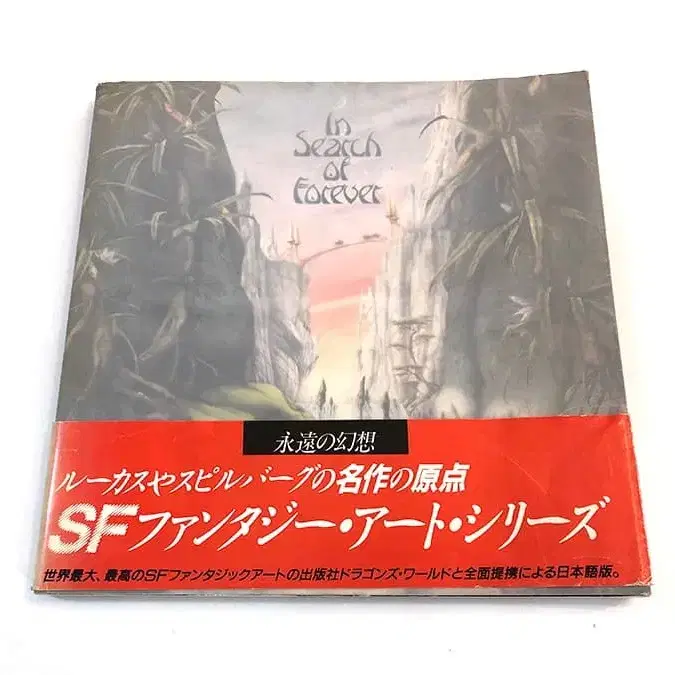 In
Search
of
Forever
永遠の幻想
ルーカスやスピルバーグの名作の原点
SFファンタジー・アート・シリーズ
世界最大、最高のSFファンタジックアートの出版社ドラゴンズ・ワールドと全面提携による日本語版。